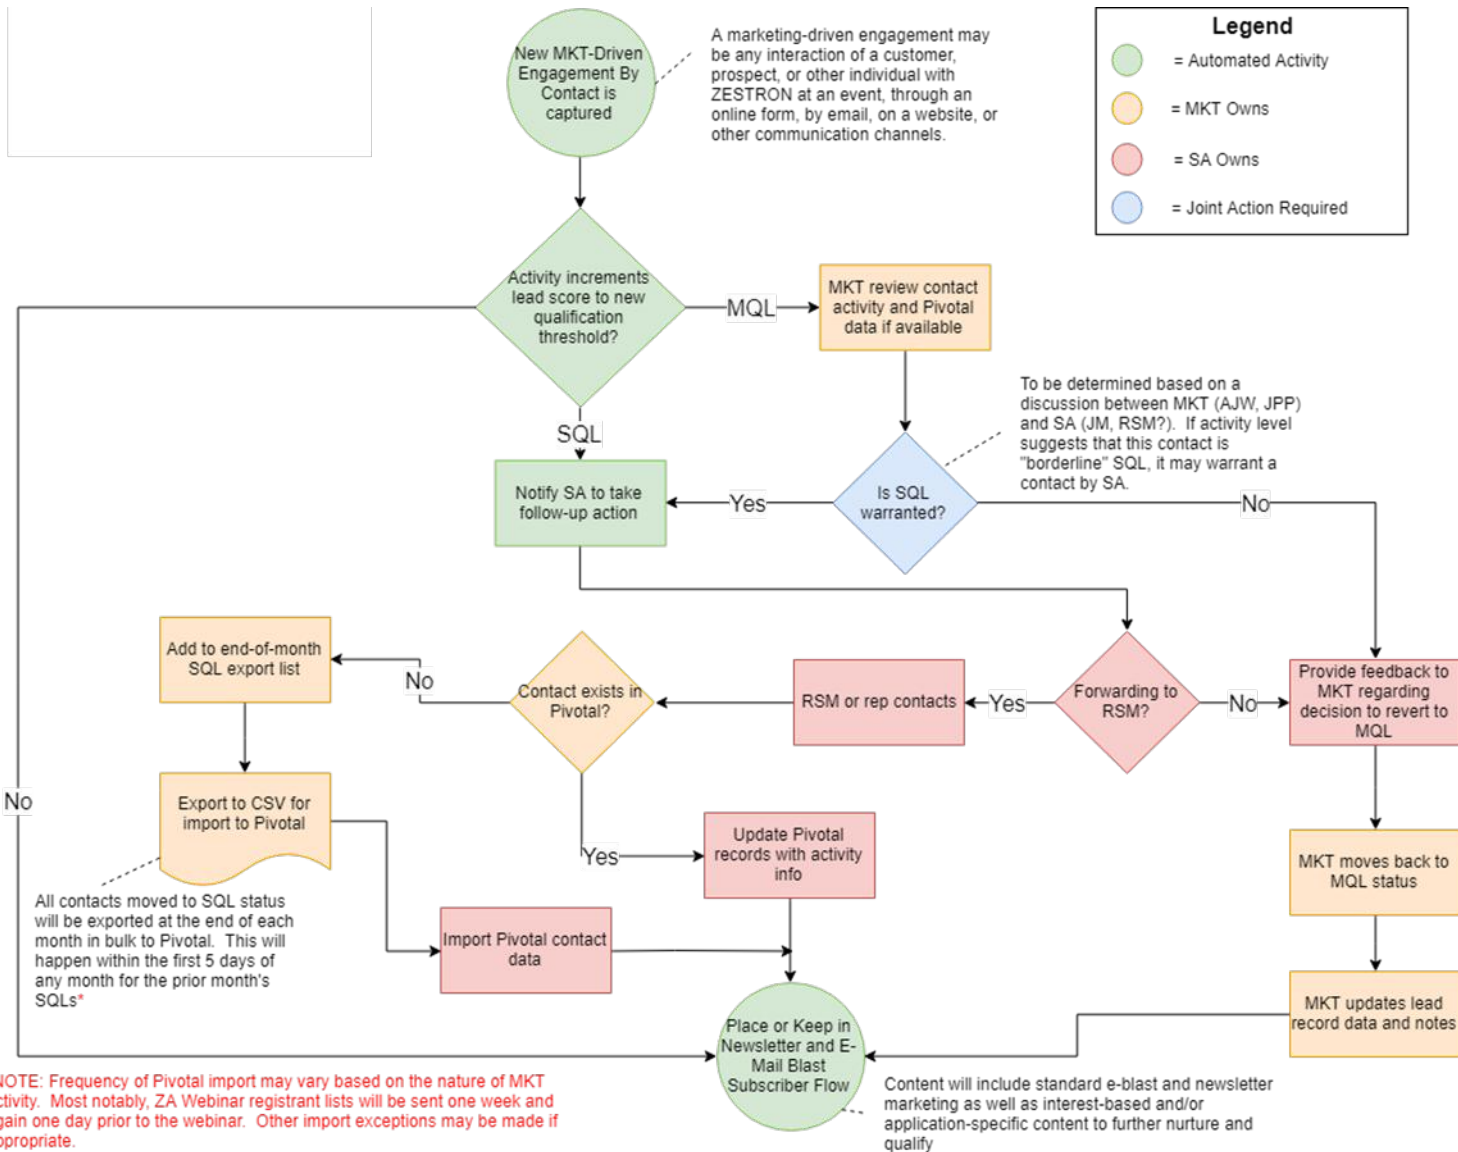 New MKT-Driven
Engagement By
Contact is
captured
A marketing-driven engagement may
be any interaction of a customer,
prospect, or other individual with
ZESTRON at an event, through an
online form, by email, on a website, or
other communication channels.
Legend
= Automated Activity
= MKT Owns
= SA Owns
= Joint Action Required
Activity increments
lead score to new
qualification
threshold?
MQL
MKT review contact
activity and Pivotal
data if available
SQL
To be determined based on a
discussion between MKT (AJW, JPP)
and SA (JM, RSM?). If activity level
suggests that this contact is
"borderline" SQL, it may warrant a
contact by SA.
Notify SA to take
follow-up action
Yes
Is SQL
warranted?
No
Add to end-of-month
SQL export list
No
Contact exists in
Pivotal?
RSM or rep contacts
Yes
Forwarding to
RSM?
No
Provide feedback to
MKT regarding
decision to revert to
MQL
No
Export to CSV for
import to Pivotal
Yes
Update Pivotal
records with activity
info
MKT moves back to
MQL status
All contacts moved to SQL status
will be exported at the end of each
month in bulk to Pivotal. This will
happen within the first 5 days of
any month for the prior month's
SQLs*
Import Pivotal contact
data
MKT updates lead
record data and notes
Place or Keep in
Newsletter and E-
Mail Blast
Subscriber Flow
NOTE: Frequency of Pivotal import may vary based on the nature of MKT
ctivity. Most notably, ZA Webinar registrant lists will be sent one week and
gain one day prior to the webinar. Other import exceptions may be made if
ppropriate.
Content will include standard e-blast and newsletter
marketing as well as interest-based and/or
application-specific content to further nurture and
qualify